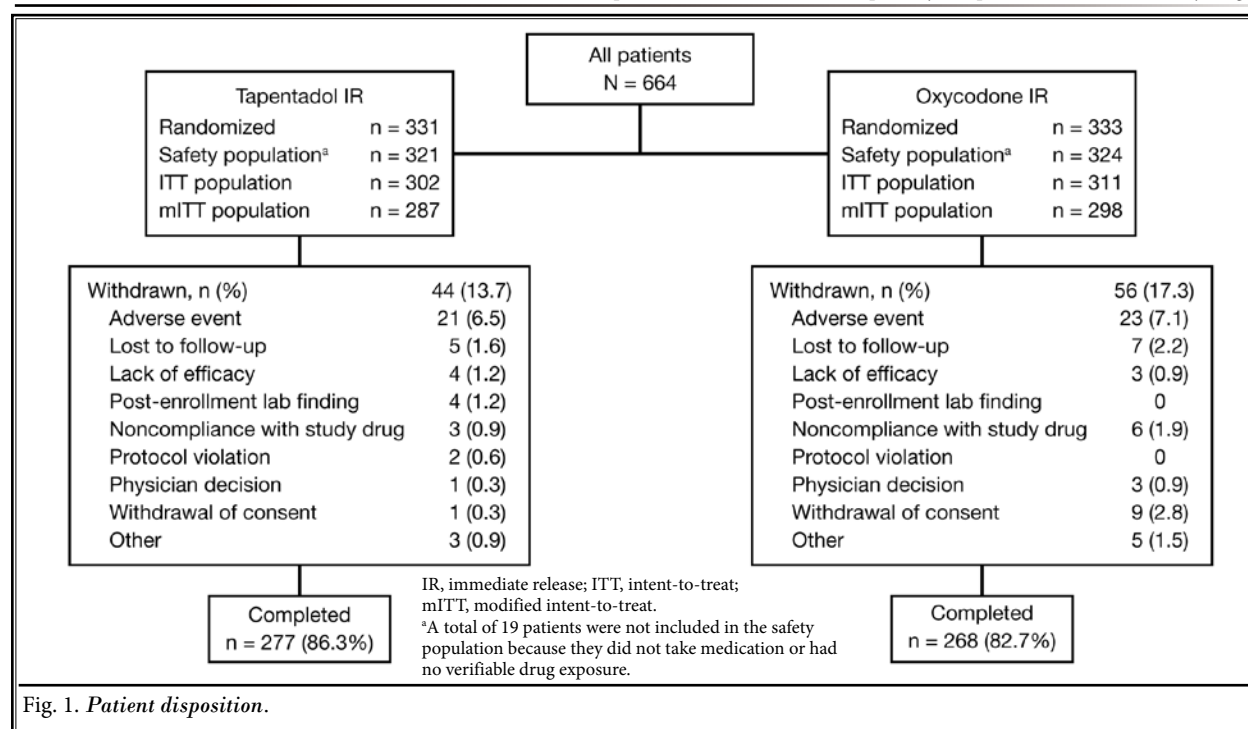 All patients
N = 664
Tapentadol IR
Randomized n = 331
Safety populationᵃ n = 321
ITT population n = 302
mITT population n = 287
Oxycodone IR
Randomized n = 333
Safety populationᵃ n = 324
ITT population n = 311
mITT population n = 298
Withdrawn, n (%) 44 (13.7)
Adverse event 21 (6.5)
Lost to follow-up 5 (1.6)
Lack of efficacy 4 (1.2)
Post-enrollment lab finding 4 (1.2)
Noncompliance with study drug 3 (0.9)
Protocol violation 2 (0.6)
Physician decision 1 (0.3)
Withdrawal of consent 1 (0.3)
Other 3 (0.9)
Withdrawn, n (%) 56 (17.3)
Adverse event 23 (7.1)
Lost to follow-up 7 (2.2)
Lack of efficacy 3 (0.9)
Post-enrollment lab finding 0
Noncompliance with study drug 6 (1.9)
Protocol violation 0
Physician decision 3 (0.9)
Withdrawal of consent 9 (2.8)
Other 5 (1.5)
Completed
n = 277 (86.3%)
IR, immediate release; ITT, intent-to-treat;
mITT, modified intent-to-treat.
ᵃA total of 19 patients were not included in the safety
population because they did not take medication or had
no verifiable drug exposure.
Completed
n = 268 (82.7%)
Fig. 1. Patient disposition.